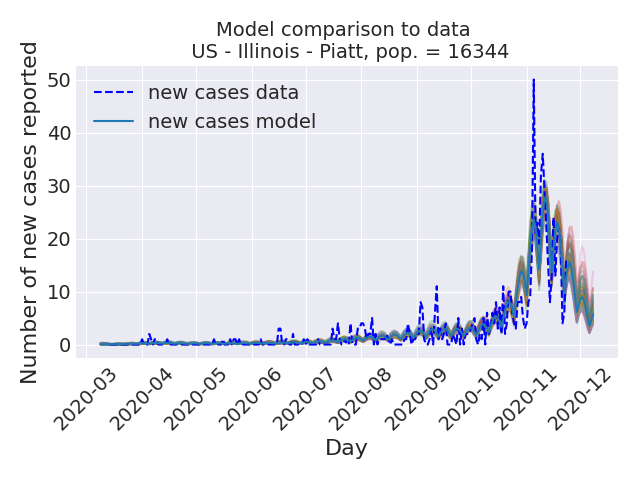 Model comparison to data
US - Illinois - Piatt, pop. = 16344
Number of new cases reported
50
40
30
20
10
0
new cases data
new cases model
2020-03
2020-04
2020-05
2020-06
2020-07
2020-08
2020-09
2020-10
2020-11
2020-12
Day